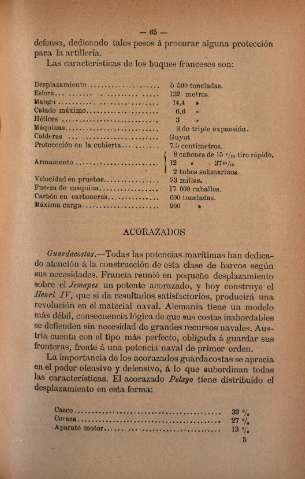 — 65 —
defensa, dedicando tales pesos á procurar alguna protección
para la artillería.
Las características de los buques franceses son:
Desplazamiento.................... 5 500 toneladas.
Eslora.................... 132 metros.
Manga.................... 14,4 »
Calado máximo.................... 6,6 »
Hélices.................... 3 »
Máquinas.................... 3 de triple expansión.
Calderas.................... Guyot
Protección en la cubierta.................... 7,5 centímetros.
Armamento.................... { 8 cañones de 15 c/m tiro rápido.
12 » 37 m/m
2 tubos submarinos
Velocidad en pruebas.................... 23 millas.
Fuerza de máquina.................... 17 000 caballos.
Carbón en carboneras.................... 600 toneladas.
Máxima carga.................... 900 »
ACORAZADOS
Guardacostas.—Todas las potencias marítimas han dedica-
do atención á la construcción de esta clase de barcos según
sus necesidades. Francia reunió en pequeño desplazamiento
sobre el Jemapes un potente acorazado, y hoy construye el
Henri IV, que si da resultados satisfactorios, producirá una
revolución en el material naval. Alemania tiene un modelo
más débil, consecuencia lógica de que sus costas inabordables
se defienden sin necesidad de grandes recursos navales. Aus-
tria cuenta con el tipo más perfecto, obligada á guardar sus
fronteras, frente á una potencia naval de primer orden.
La importancia de los acorazados guardacostas se aprecia
en el poder ofensivo y defensivo, á lo que subordinan todas
las características. El acorazado Pelayo tiene distribuído el
desplazamiento en esta forma:
Casco.................... 33 %
Coraza.................... 27 %
Aparato motor.................... 13 %
5